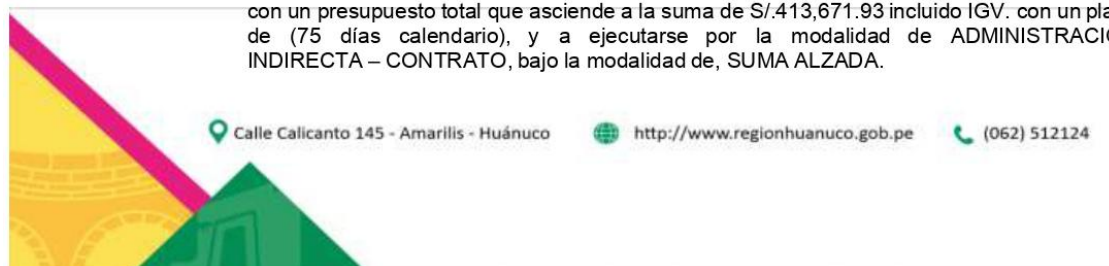 con un presupuesto total que asciende a la suma de S/.413,671.93 incluido IGV. con un pla
de (75 días calendario), y a ejecutarse por la modalidad de ADMINISTRACIO
INDIRECTA – CONTRATO, bajo la modalidad de, SUMA ALZADA.
Calle Calicanto 145 - Amarilis - Huánuco http://www.regionhuanuco.gob.pe (062) 512124